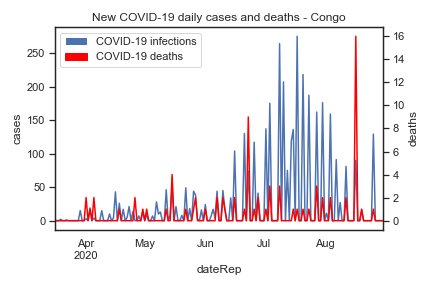 New COVID-19 daily cases and deaths - Congo
COVID-19 infections
COVID-19 deaths
cases
250
200
150
100
50
0
deaths
16
14
12
10
8
6
4
2
0
Apr
2020
May
Jun
Jul
Aug
dateRep